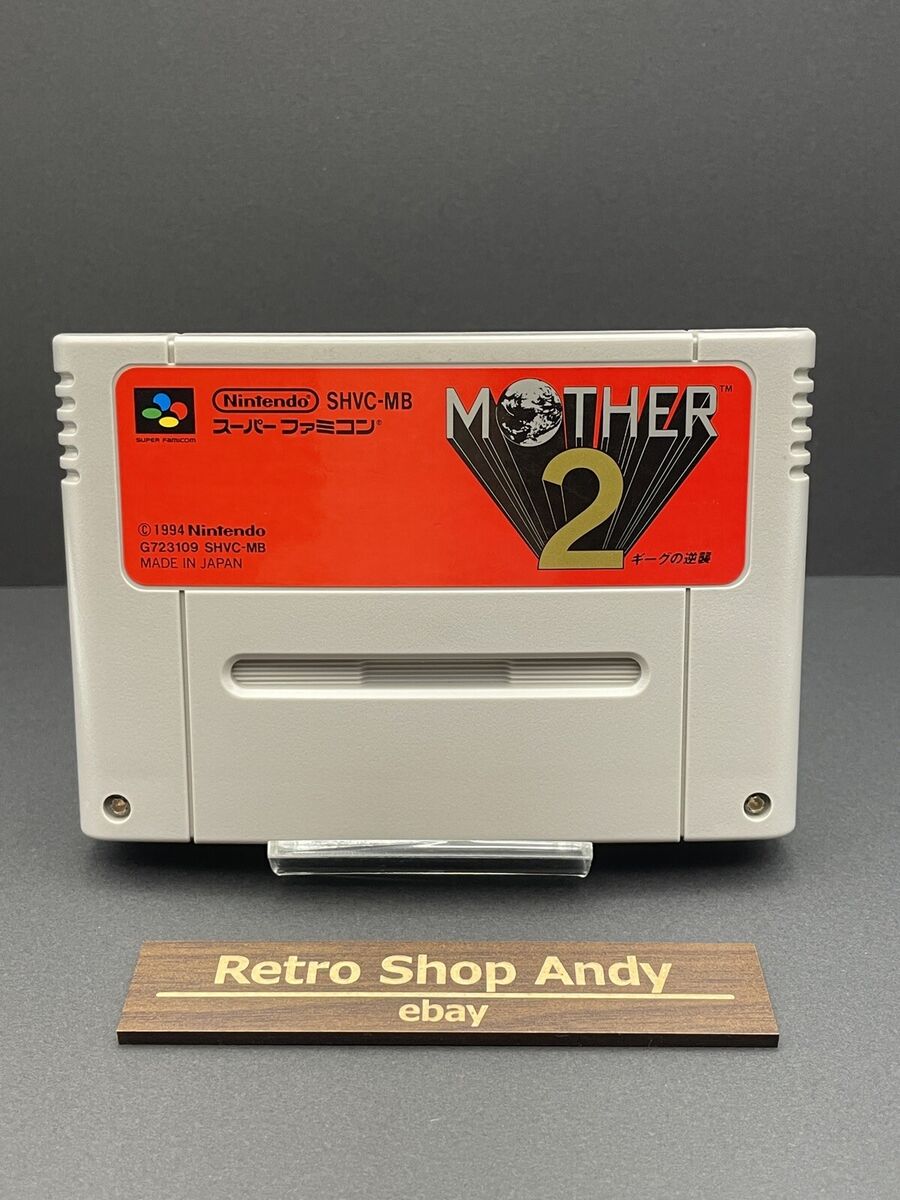 SUPER FAMICOM
Nintendo® SHVC-MB
スーパーファミコン®
MOTHER™
2
ギーグの逆襲
©1994 Nintendo
G723109 SHVC-MB
MADE IN JAPAN
Retro Shop Andy
ebay